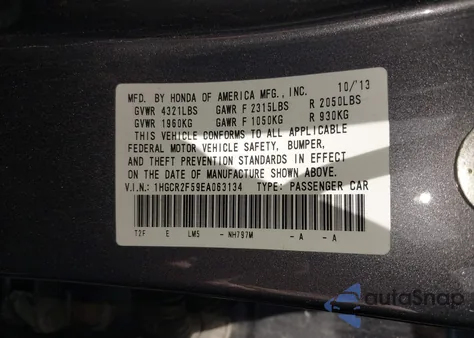 MFD. BY HONDA OF AMERICA MFG., INC. 10/'13
GVWR 4321LBS GAWR F 2315LBS R 2050LBS
GVWR 1960KG GAWR F 1050KG R 930KG
THIS VEHICLE CONFORMS TO ALL APPLICABLE
FEDERAL MOTOR VEHICLE SAFETY, BUMPER,
AND THEFT PREVENTION STANDARDS IN EFFECT
ON THE DATE OF MANUFACTURE SHOWN ABOVE.
V.I.N.: 1HGCR2F59EA063134 TYPE: PASSENGER CAR
T2F E LM5 - NH797M - A - A
autoSnap